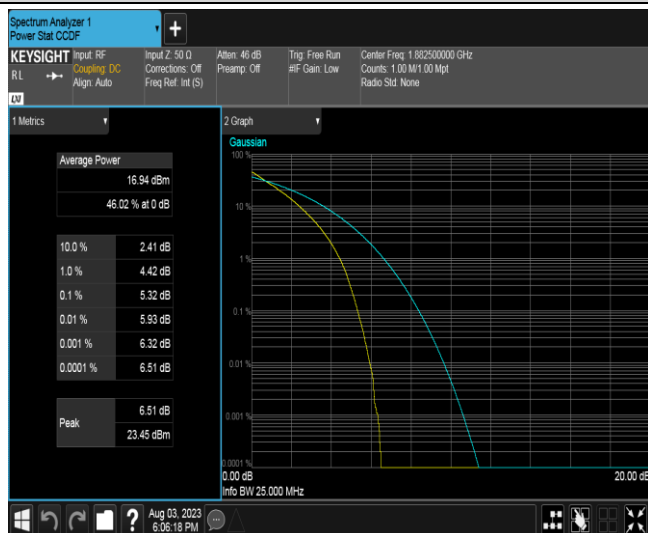 Spectrum Analyzer 1
Power Stat CCDF
KEYSIGHT
RL
Input: RF
Coupling: DC
Align: Auto
Input Z: 50 Ω
Corrections: Off
Freq Ref: Int (S)
Atten: 46 dB
Preamp: Off
Trig: Free Run
#IF Gain: Low
Center Freq: 1.882500000 GHz
Counts: 1.00 M/1.00 Mpt
Radio Std: None
LXI
1 Metrics
Average Power
16.94 dBm
46.02 % at 0 dB
10.0 % 2.41 dB
1.0 % 4.42 dB
0.1 % 5.32 dB
0.01 % 5.93 dB
0.001 % 6.32 dB
0.0001 % 6.51 dB
Peak
6.51 dB
23.45 dBm
2 Graph
Gaussian
100 %
10 %
1 %
0.1 %
0.01 %
0.001 %
0.0001 %
0.00 dB
20.00 dB
Info BW 25.000 MHz
?
Aug 03, 2023
6:06:18 PM